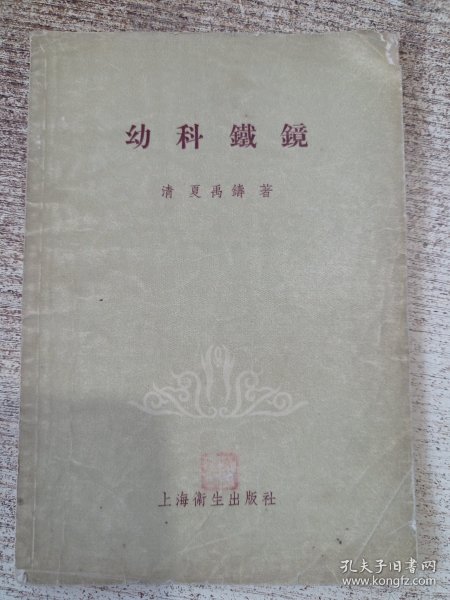 幼科鐵鏡
清 夏禹鑄 著
上海衛生出版社
孔夫子旧书网
www.kongfz.com